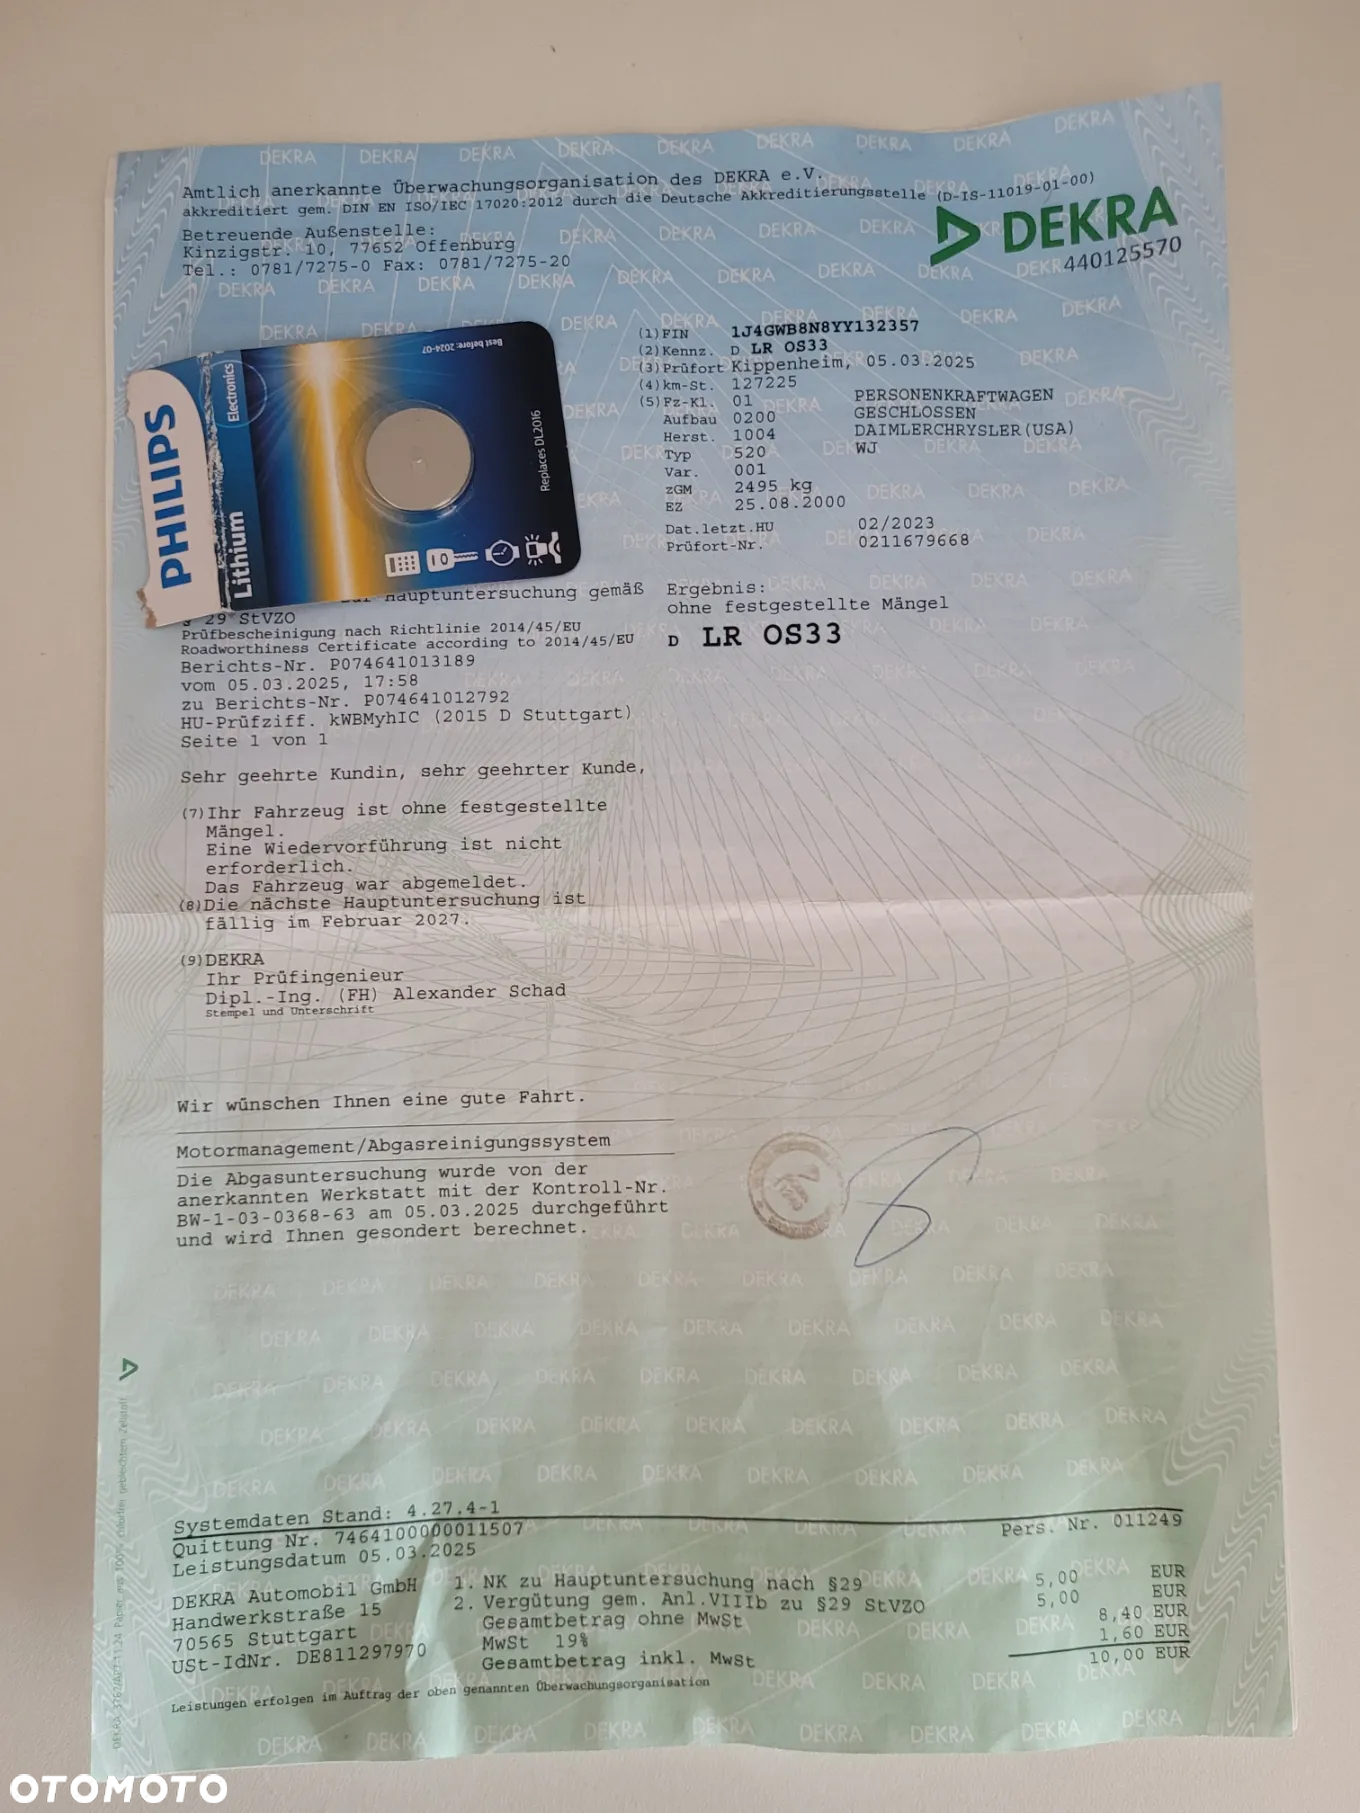 Amtlich anerkannte Überwachungsorganisation des DEKRA e.V.
akkreditiert gem. DIN EN ISO/IEC 17020:2012 durch die Deutsche Akkreditierungsstelle (D-IS-11019-01-00)
Betreuende Außenstelle:
Kinzigstr. 10, 77652 Offenburg
Tel.: 0781/7275-0 Fax: 0781/7275-20
DEKRA
440125570
(1)FIN 1J4GWB8N8YY132357
(2)Kennz. D LR OS33
(3)Prüfort Kippenheim, 05.03.2025
(4)km-St. 127225
(5)Fz-Kl. 01 PERSONENKRAFTWAGEN
Aufbau 0200 GESCHLOSSEN
Herst. 1004 DAIMLERCHRYSLER(USA)
Typ 520 WJ
Var. 001
zGM 2495 kg
EZ 25.08.2000
Dat.letzt.HU 02/2023
Prüfort-Nr. 0211679668
PHILIPS
Electronics
Lithium
Best before: 2024-07
Replaces DL2016
Hauptuntersuchung gemäß
§ 29 StVZO
Prüfbescheinigung nach Richtlinie 2014/45/EU
Roadworthiness Certificate according to 2014/45/EU
Berichts-Nr. P074641013189
vom 05.03.2025, 17:58
zu Berichts-Nr. P074641012792
HU-Prüfziff. kWBMyhIC (2015 D Stuttgart)
Seite 1 von 1
Ergebnis:
ohne festgestellte Mängel
D LR OS33
Sehr geehrte Kundin, sehr geehrter Kunde,
(7)Ihr Fahrzeug ist ohne festgestellte
Mängel.
Eine Wiedervorführung ist nicht
erforderlich.
Das Fahrzeug war abgemeldet.
(8)Die nächste Hauptuntersuchung ist
fällig im Februar 2027.
(9)DEKRA
Ihr Prüfingenieur
Dipl.-Ing. (FH) Alexander Schad
Stempel und Unterschrift
Wir wünschen Ihnen eine gute Fahrt.
Motormanagement/Abgasreinigungssystem
Die Abgasuntersuchung wurde von der
anerkannten Werkstatt mit der Kontroll-Nr.
BW-1-03-0368-63 am 05.03.2025 durchgeführt
und wird Ihnen gesondert berechnet.
Systemdaten Stand: 4.27.4-1
Quittung Nr. 7464100000011507 Pers. Nr. 011249
Leistungsdatum 05.03.2025
DEKRA Automobil GmbH
Handwerkstraße 15
70565 Stuttgart
USt-IdNr. DE811297970
1. NK zu Hauptuntersuchung nach §29 5,00 EUR
2. Vergütung gem. Anl.VIIIb zu §29 StVZO 5,00 EUR
Gesamtbetrag ohne MwSt 8,40 EUR
MwSt 19% 1,60 EUR
Gesamtbetrag inkl. MwSt 10,00 EUR
Leistungen erfolgen im Auftrag der oben genannten Überwachungsorganisation
OTOMOTO